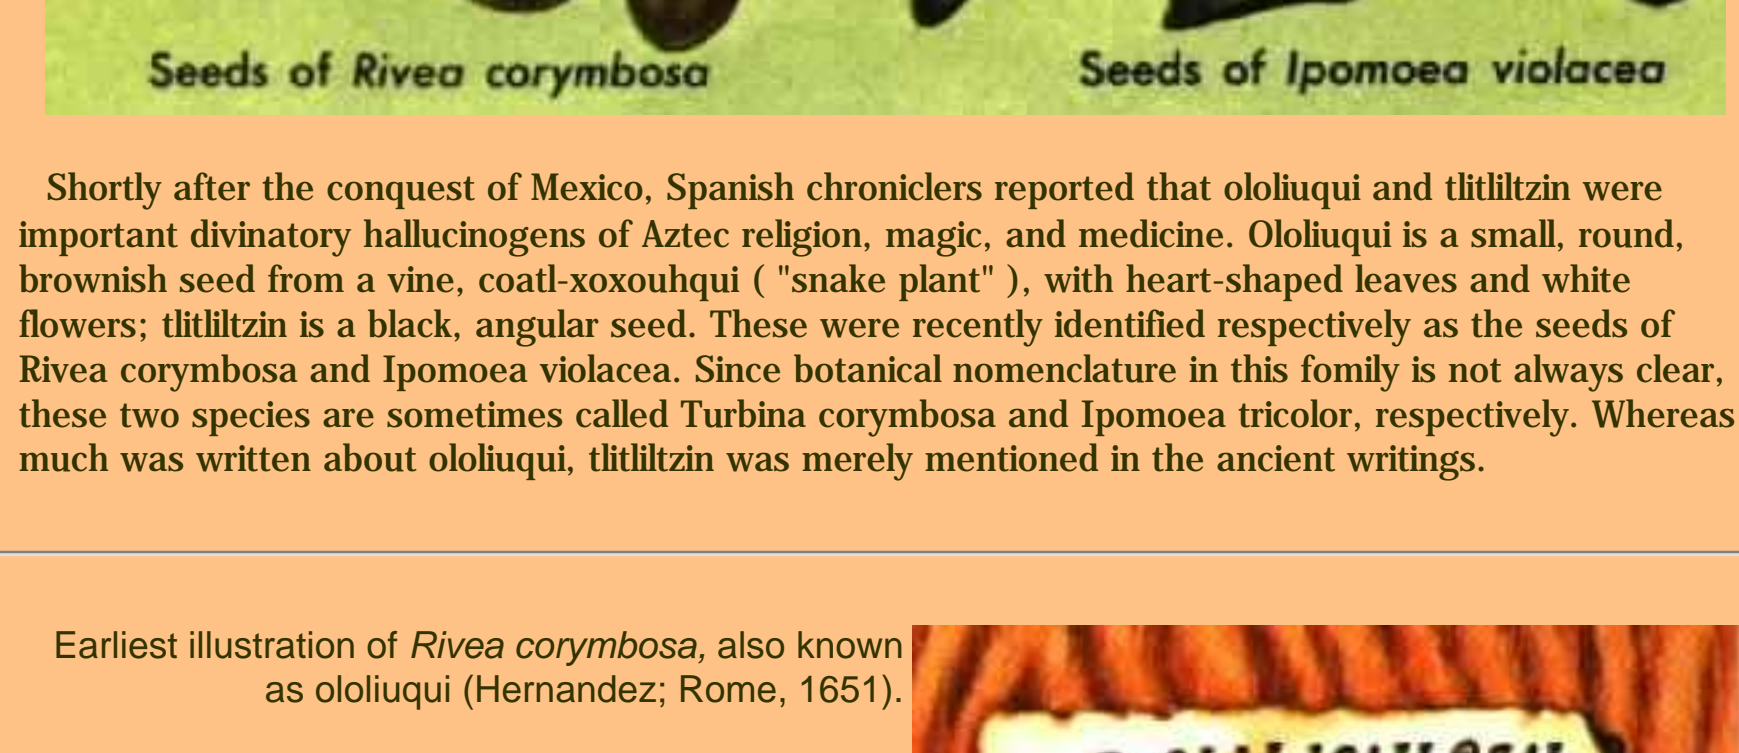 Seeds of Rivea corymbosa
Seeds of Ipomoea violacea
Shortly after the conquest of Mexico, Spanish chroniclers reported that ololiuqui and tlitliltzin were
important divinatory hallucinogens of Aztec religion, magic, and medicine. Ololiuqui is a small, round,
brownish seed from a vine, coatl-xoxouhqui ( "snake plant" ), with heart-shaped leaves and white
flowers; tlitliltzin is a black, angular seed. These were recently identified respectively as the seeds of
Rivea corymbosa and Ipomoea violacea. Since botanical nomenclature in this fomily is not always clear,
these two species are sometimes called Turbina corymbosa and Ipomoea tricolor, respectively. Whereas
much was written about ololiuqui, tlitliltzin was merely mentioned in the ancient writings.
Earliest illustration of Rivea corymbosa, also known
as ololiuqui (Hernandez; Rome, 1651).